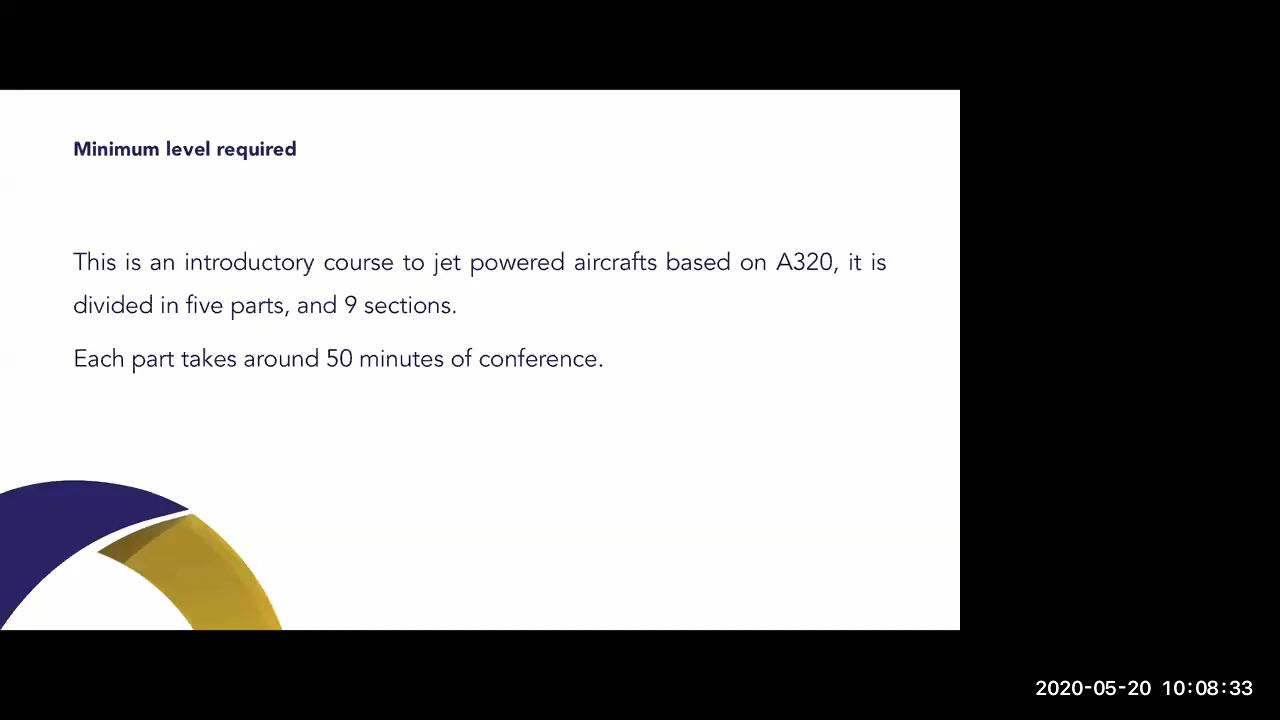 Minimum level required
This is an introductory course to jet powered aircrafts based on A320, it is
divided in five parts, and 9 sections.
Each part takes around 50 minutes of conference.
2020-05-20 10:08:33